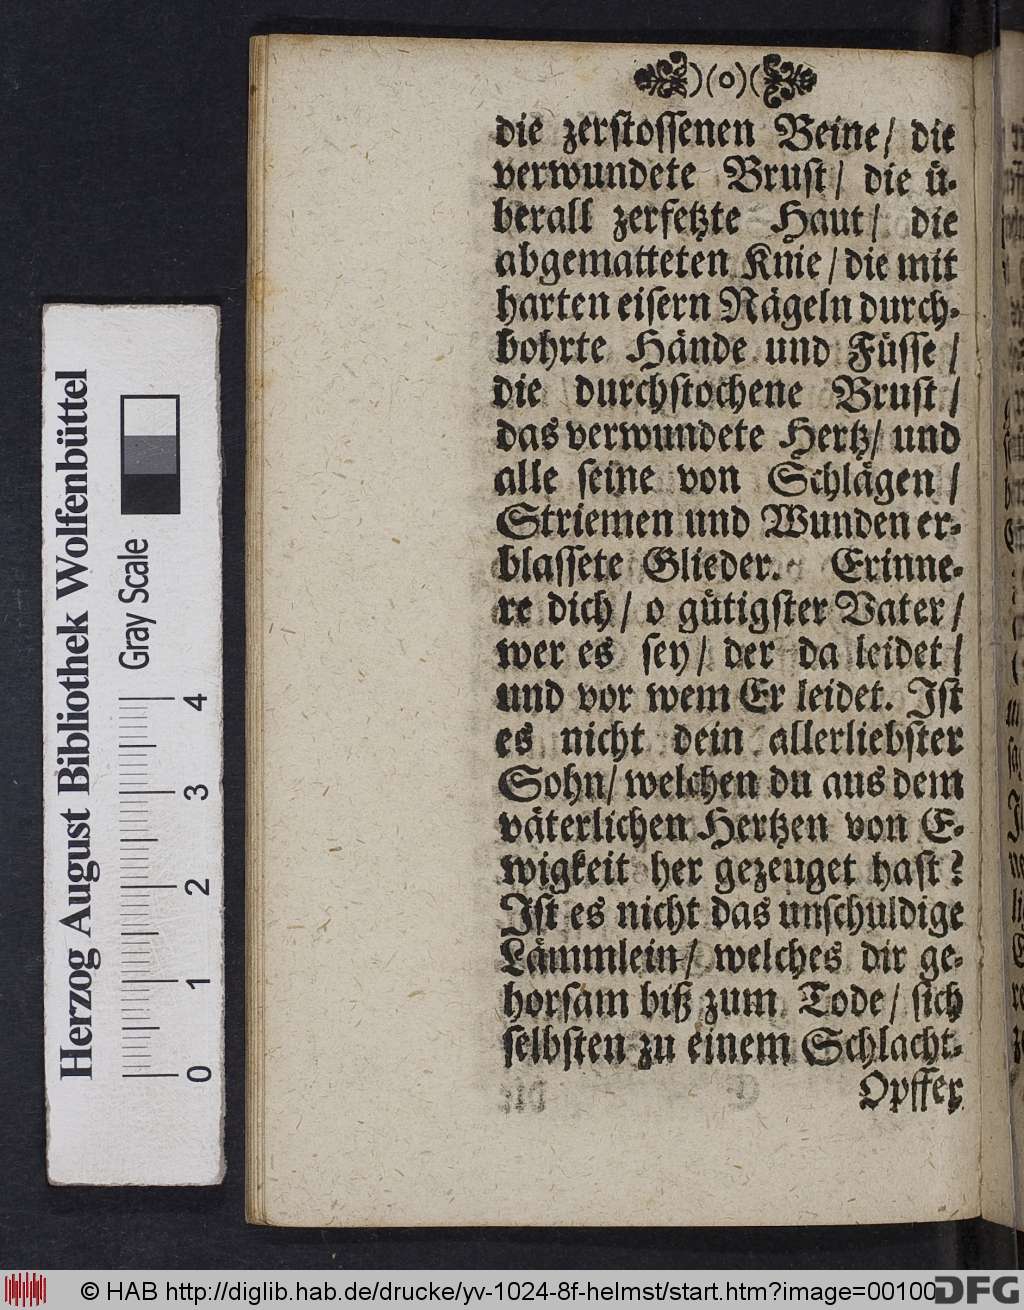 )(o)(
die zerstossenen Beine/ die
verwundete Brust/ die ü-
berall zerfetzte Haut/ die
abgematteten Knie/ die mit
harten eisern Nägeln durch-
bohrte Hände und Füsse/
die durchstochene Brust/
das verwundete Hertz/ und
alle seine von Schlägen/
Striemen und Wunden er-
blassete Glieder. Erinne-
re dich/ o gütigster Vater/
wer es sey/ der da leidet/
und vor wem Er leidet. Ist
es nicht dein allerliebster
Sohn/ welchen du aus dem
väterlichen Hertzen von E-
wigkeit her gezeuget hast?
Ist es nicht das unschuldige
Lämmlein/ welches dir ge-
horsam biß zum Tode/ sich
selbsten zu einem Schlacht-
Opffer
Herzog August Bibliothek Wolfenbüttel
Gray Scale
0 1 2 3 4
© HAB http://diglib.hab.de/drucke/yv-1024-8f-helmst/start.htm?image=00100
DFG